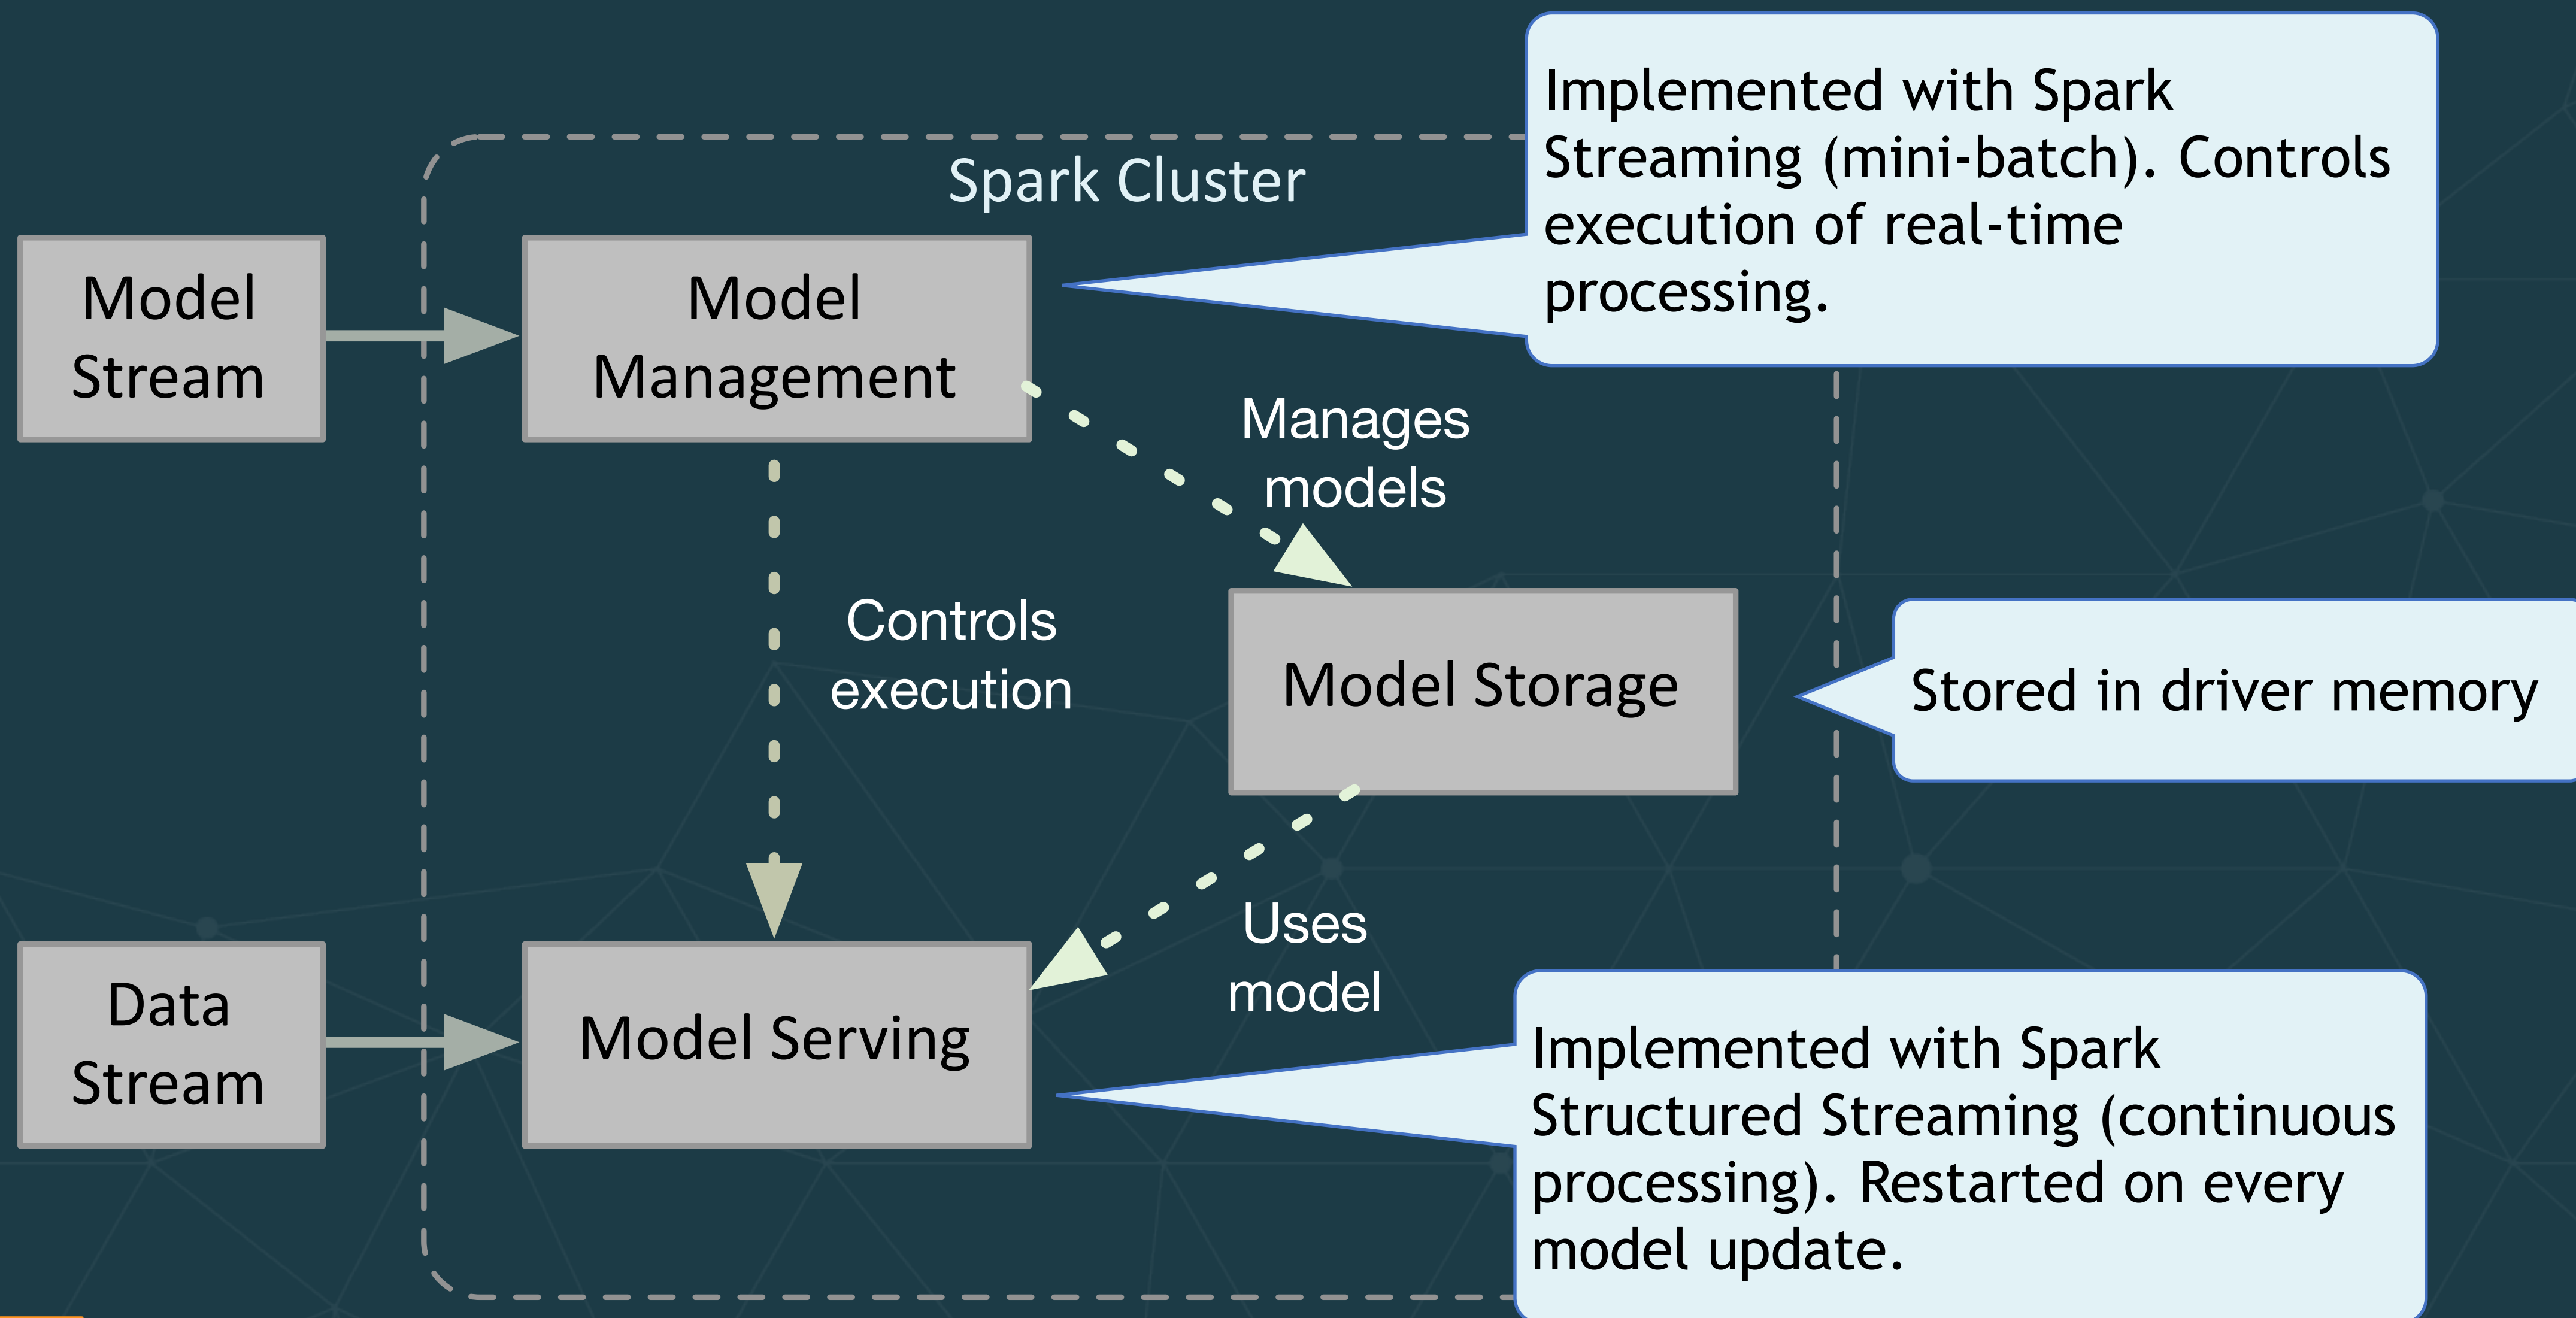 Implemented with Spark
Streaming (mini-batch). Controls
execution of real-time
processing.
Spark Cluster
Model
Stream
Model
Management
Manages
models
Controls
execution
Model Storage
Stored in driver memory
Uses
model
Data
Stream
Model Serving
Implemented with Spark
Structured Streaming (continuous
processing). Restarted on every
model update.